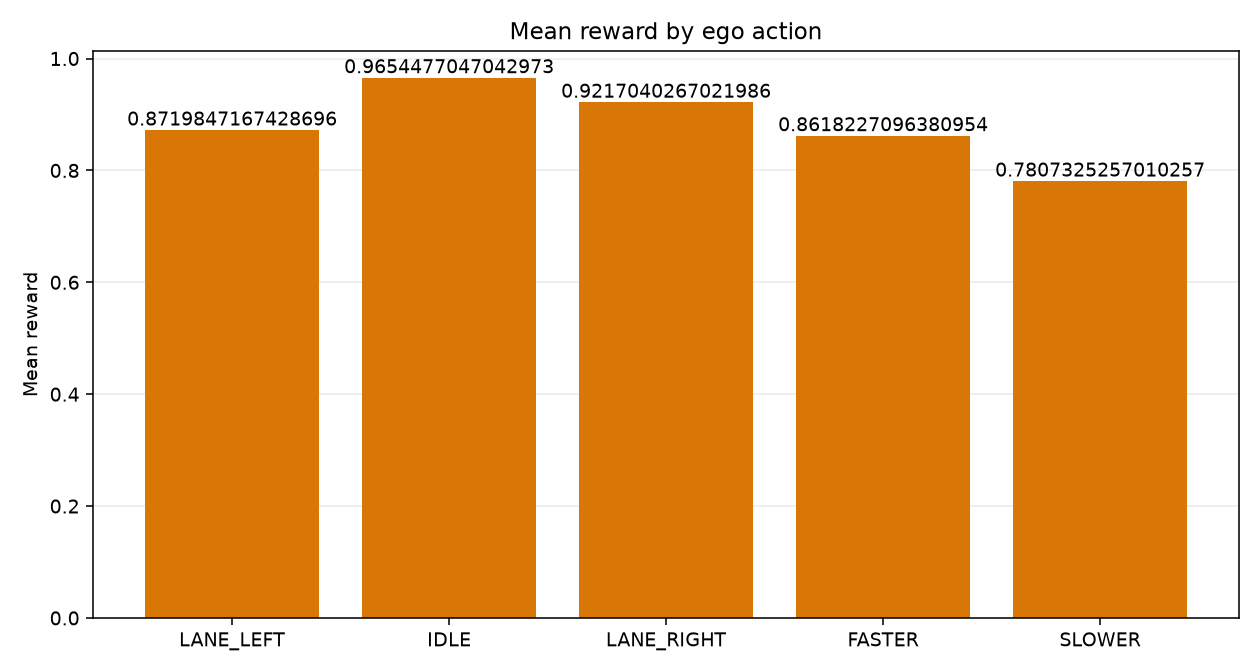 Mean reward by ego action
Mean reward
1.0
0.8
0.6
0.4
0.2
0.0
0.8719847167428696
0.9654477047042973
0.9217040267021986
0.8618227096380954
0.7807325257010257
LANE_LEFT
IDLE
LANE_RIGHT
FASTER
SLOWER